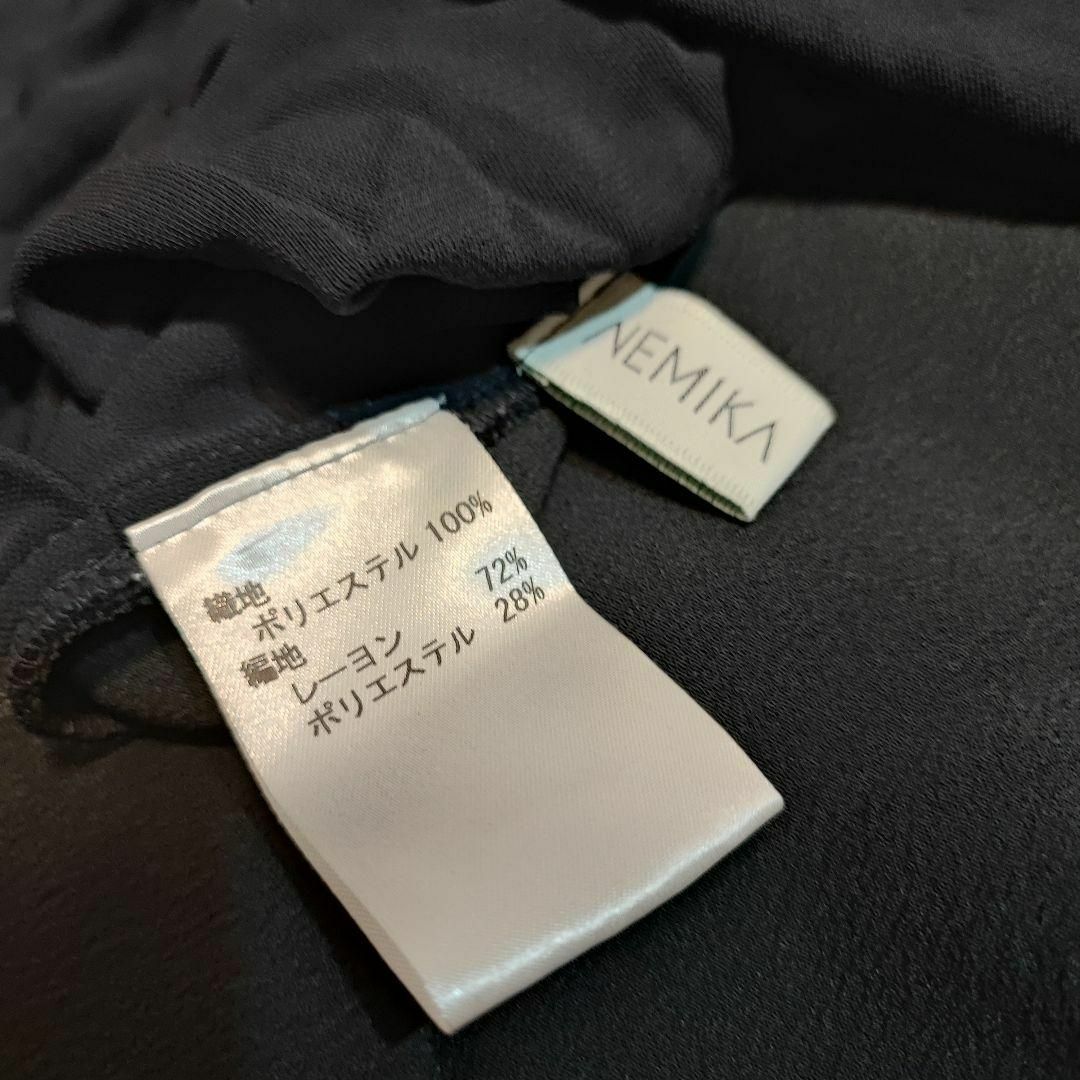 NEMIKA
織地
ポリエステル 100%
編地
レーヨン 72%
ポリエステル 28%